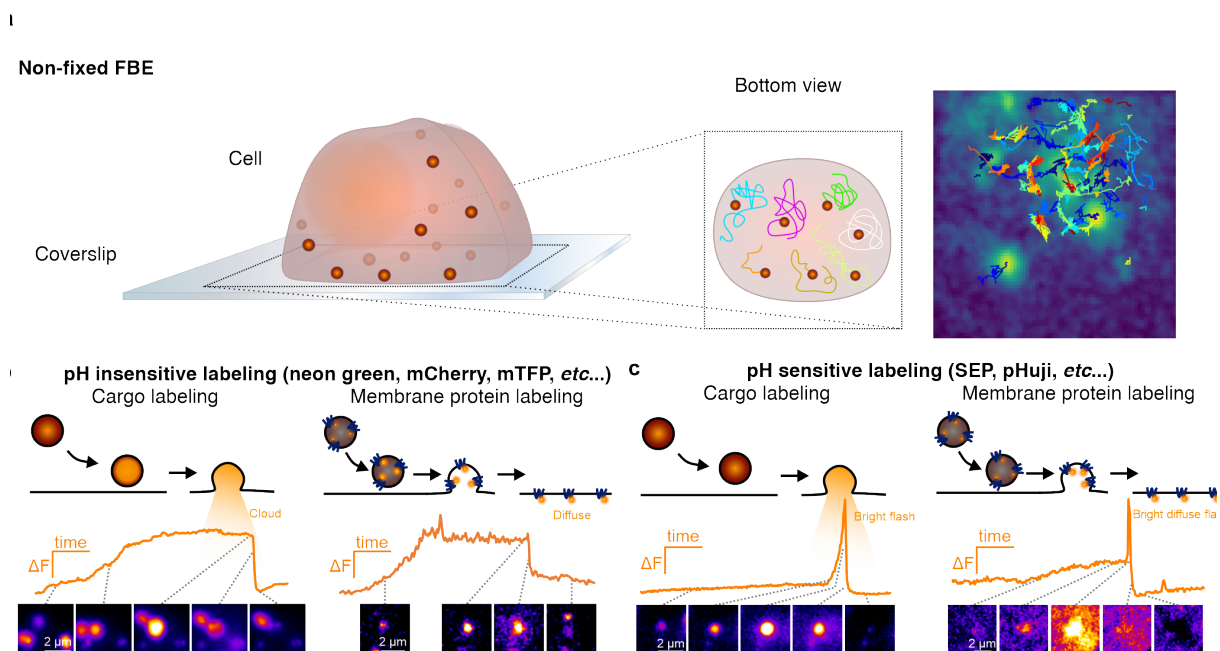 Non-fixed FBE
Bottom view
Cell
Coverslip
pH insensitive labeling (neon green, mCherry, mTFP, etc...)
Cargo labeling
Membrane protein labeling
Cloud
Diffuse
time
ΔF
time
ΔF
2 µm
2 µm
c
pH sensitive labeling (SEP, pHuji, etc...)
Cargo labeling
Membrane protein labeling
Bright flash
Bright diffuse fla
time
ΔF
time
ΔF
2 µm
2 µm